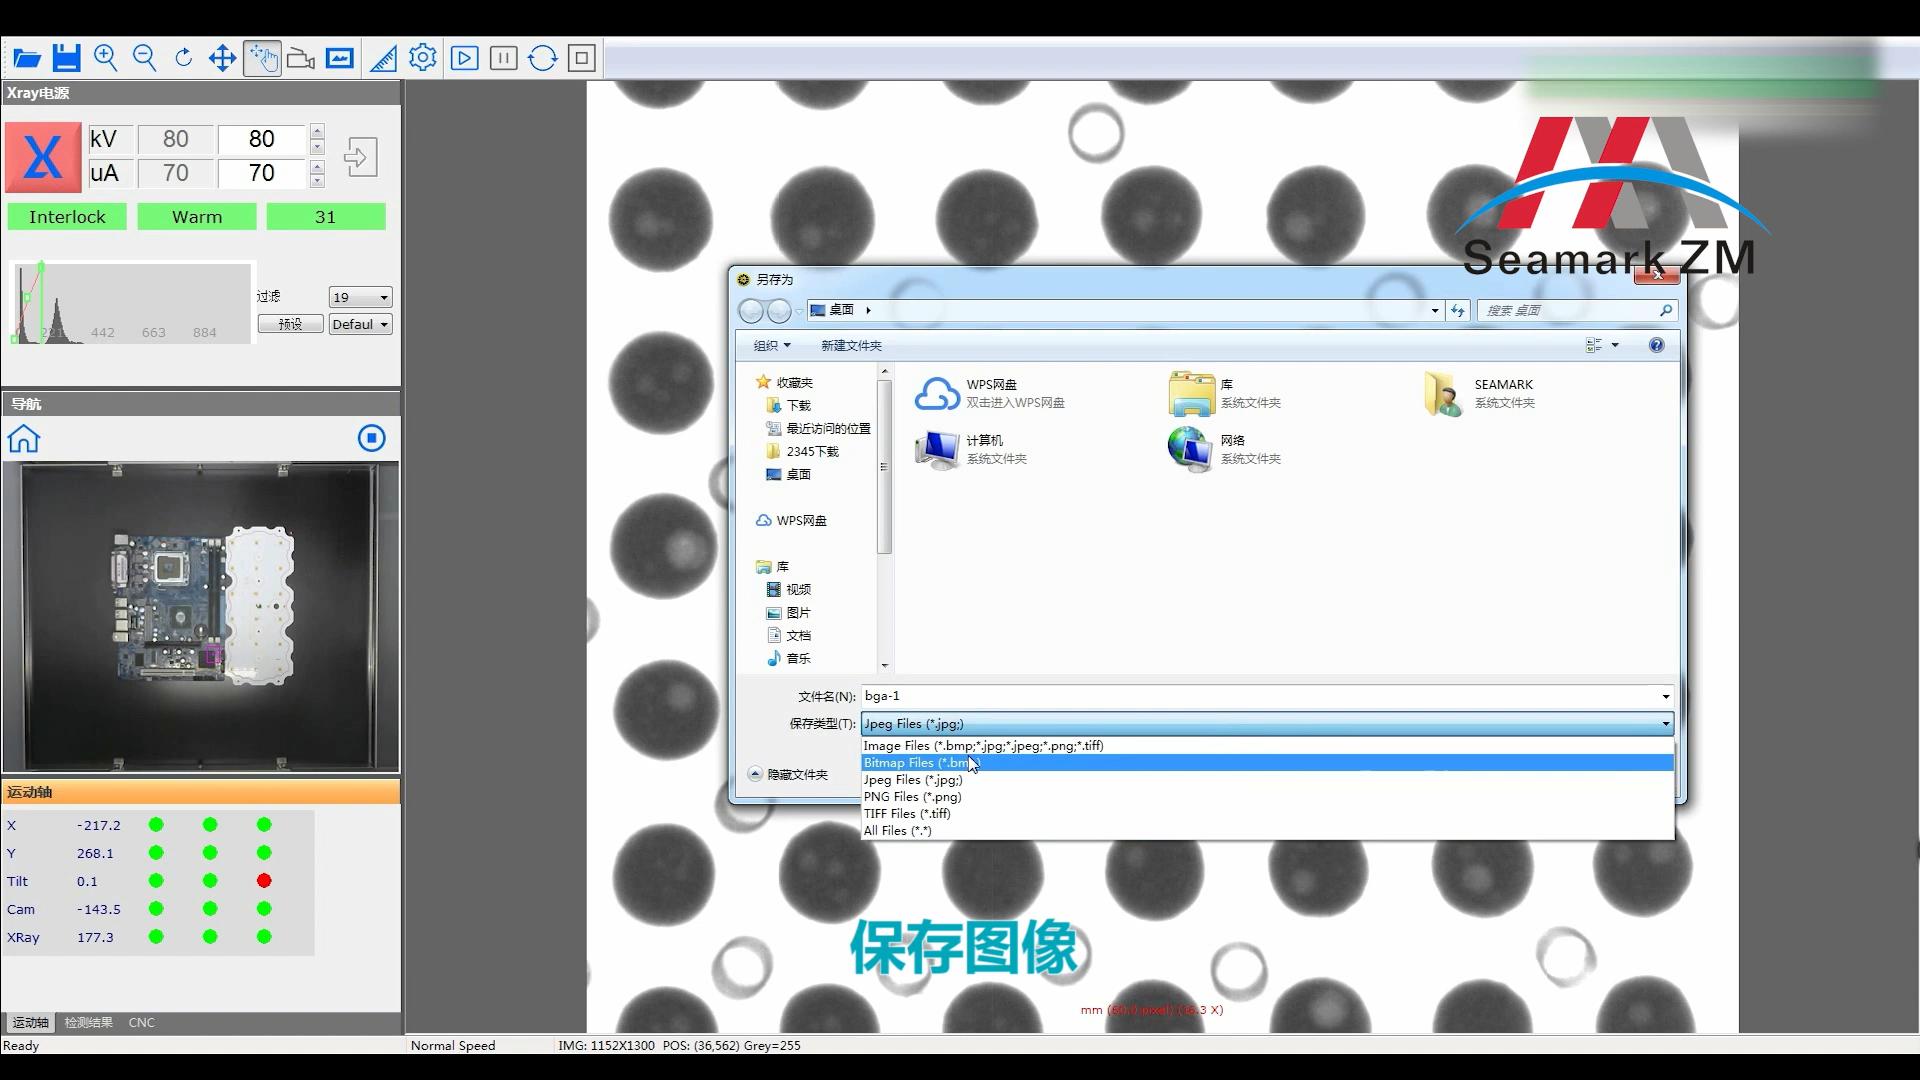 Xray电源
X
kV 80 80
uA 70 70
Interlock Warm 31
过滤 19
预设 Defaul
442 663 884
导航
运动轴
X -217.2
Y 268.1
Tilt 0.1
Cam -143.5
XRay 177.3
运动轴 检测结果 CNC
Ready
Normal Speed IMG: 1152X1300 POS: (36,562) Grey=255
Seamark ZM
另存为
桌面
搜索 桌面
组织 新建文件夹
收藏夹
下载
最近访问的位置
2345下载
桌面
WPS网盘
库
视频
图片
文档
音乐
WPS网盘
双击进入WPS网盘
库
系统文件夹
SEAMARK
系统文件夹
计算机
系统文件夹
网络
系统文件夹
文件名(N): bga-1
保存类型(T): Jpeg Files (*.jpg;)
Image Files (*.bmp;*.jpg;*.jpeg;*.png;*.tiff)
Bitmap Files (*.bm
Jpeg Files (*.jpg;)
PNG Files (*.png)
TIFF Files (*.tiff)
All Files (*.*)
隐藏文件夹
保存图像